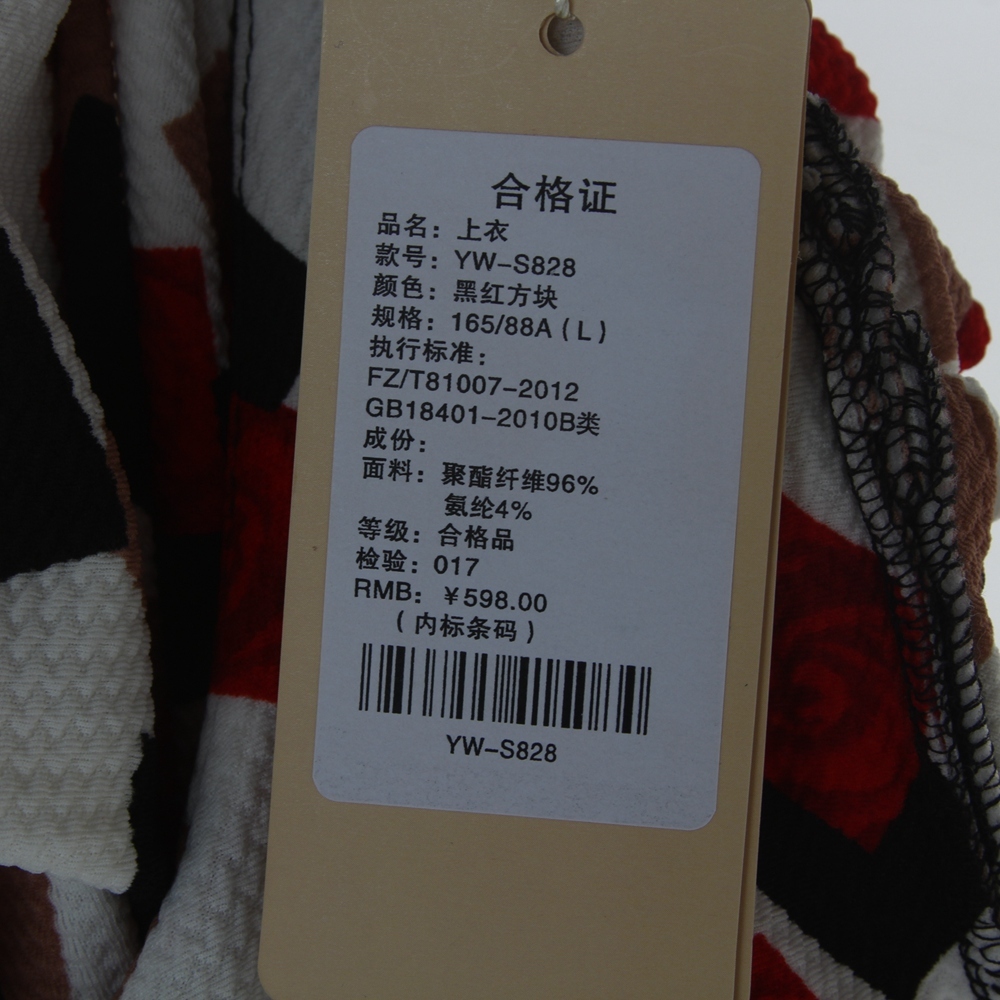 合格证
品名：上衣
款号：YW-S828
颜色：黑红方块
规格：165/88A（L）
执行标准：
FZ/T81007-2012
GB18401-2010B类
成份：
面料：聚酯纤维96%
氨纶4%
等级：合格品
检验：017
RMB：￥598.00
（内标条码）
YW-S828